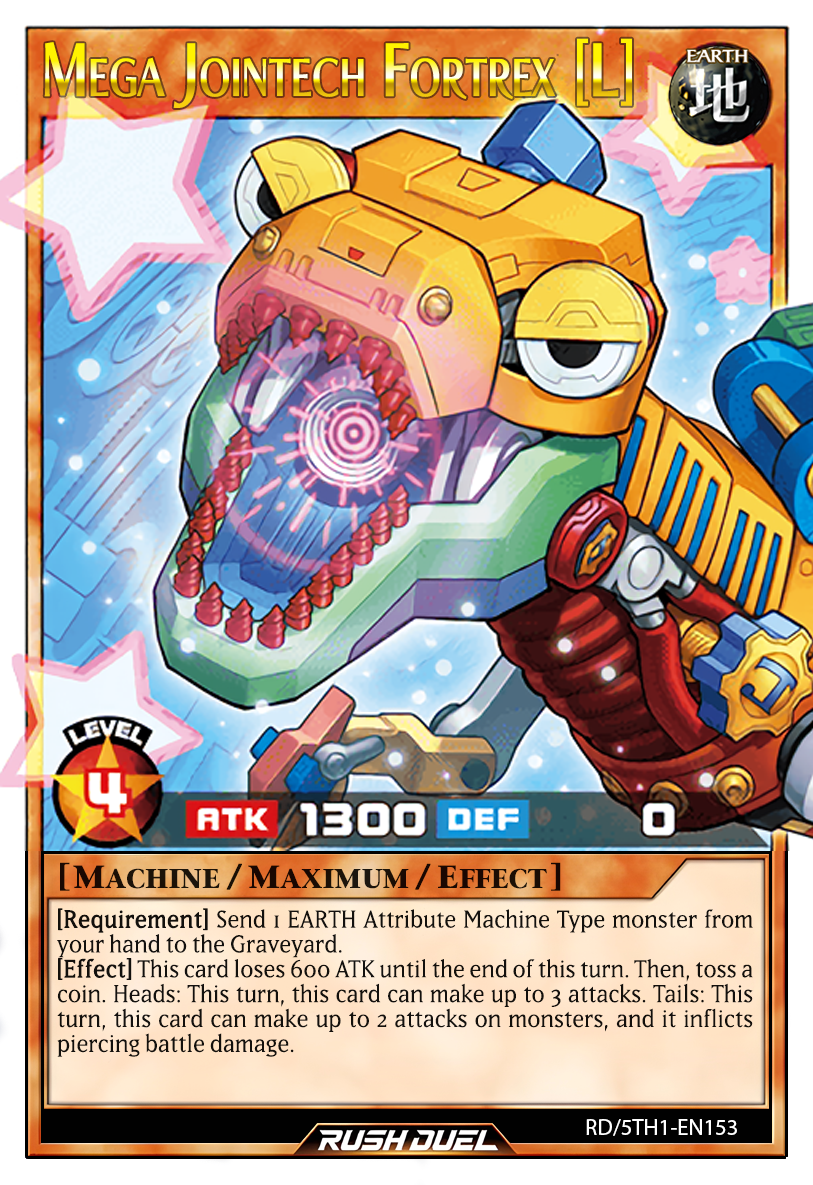 MEGA JOINTECH FORTREX [L]
EARTH
地
LEVEL
4
ATK 1300 DEF 0
[MACHINE / MAXIMUM / EFFECT]
[Requirement] Send 1 EARTH Attribute Machine Type monster from
your hand to the Graveyard.
[Effect] This card loses 600 ATK until the end of this turn. Then, toss a
coin. Heads: This turn, this card can make up to 3 attacks. Tails: This
turn, this card can make up to 2 attacks on monsters, and it inflicts
piercing battle damage.
RD/5TH1-EN153
RUSH DUEL